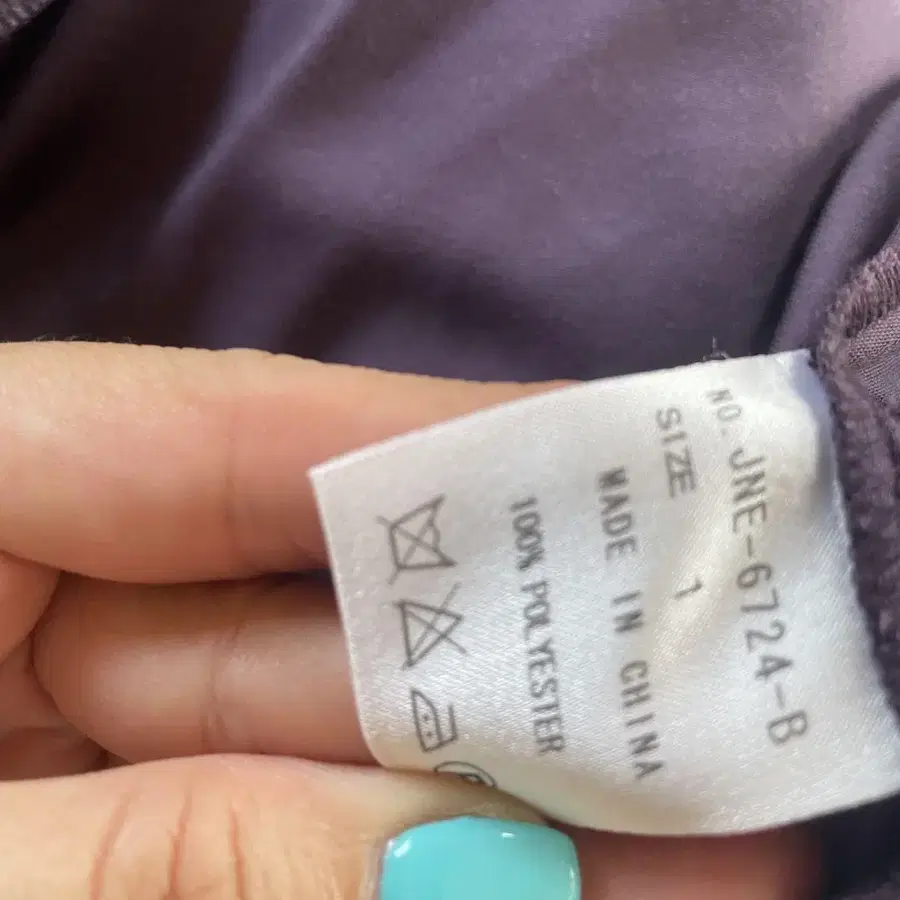 NO. JNE-6724-B
SIZE 1
MADE IN CHINA
100% POLYESTER